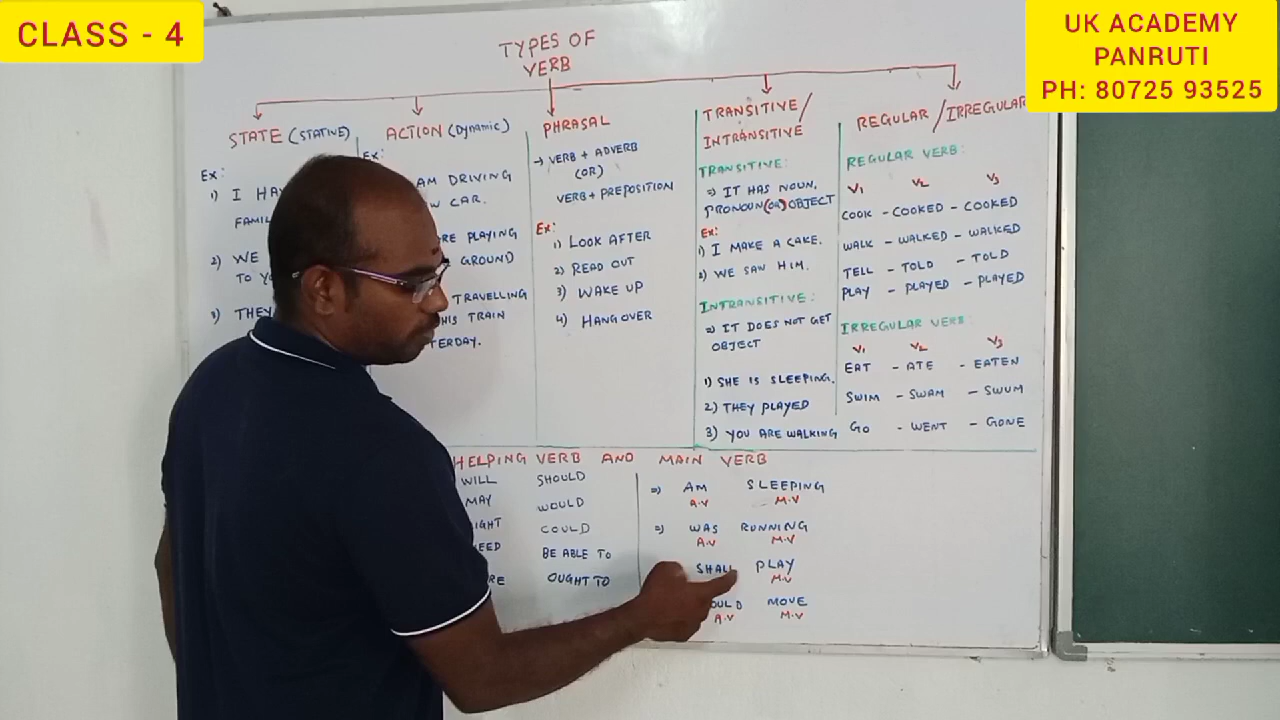 CLASS - 4
UK ACADEMY
PANRUTI
PH: 80725 93525
TYPES OF
VERB
STATE (STATIVE)
Ex:
1) I
2) WE
TO
3) THEY
ACTION (Dynamic)
Ex:
AM DRIVING
CAR.
PLAYING
GROUND
TRAVELLING
TRAIN
PHRASAL
→ VERB + ADVERB
(OR)
VERB + PREPOSITION
Ex:
1) LOOK AFTER
2) READ OUT
3) WAKE UP
4) HANGOVER
TRANSITIVE /
INTRANSITIVE
TRANSITIVE:
⇒ IT HAS NOUN,
PRONOUN (OR) OBJECT
Ex:
1) I MAKE A CAKE.
2) WE SAW HIM.
INTRANSITIVE:
⇒ IT DOES NOT GET
OBJECT
1) SHE IS SLEEPING.
2) THEY PLAYED
3) YOU ARE WALKING
REGULAR / IRREGULAR
REGULAR VERB:
V1 V2 V3
COOK - COOKED - COOKED
WALK - WALKED - WALKED
TELL - TOLD - TOLD
PLAY - PLAYED - PLAYED
IRREGULAR VERB:
V1 V2 V3
EAT - ATE - EATEN
SWIM - SWAM - SWUM
GO - WENT - GONE
HELPING VERB AND MAIN VERB
WILL SHOULD
MAY WOULD
COULD
BE ABLE TO
OUGHT TO
⇒ AM SLEEPING
A.V M.V
⇒ WAS RUNNING
A.V M.V
SHALL PLAY
M.V
MOVE
A.V M.V